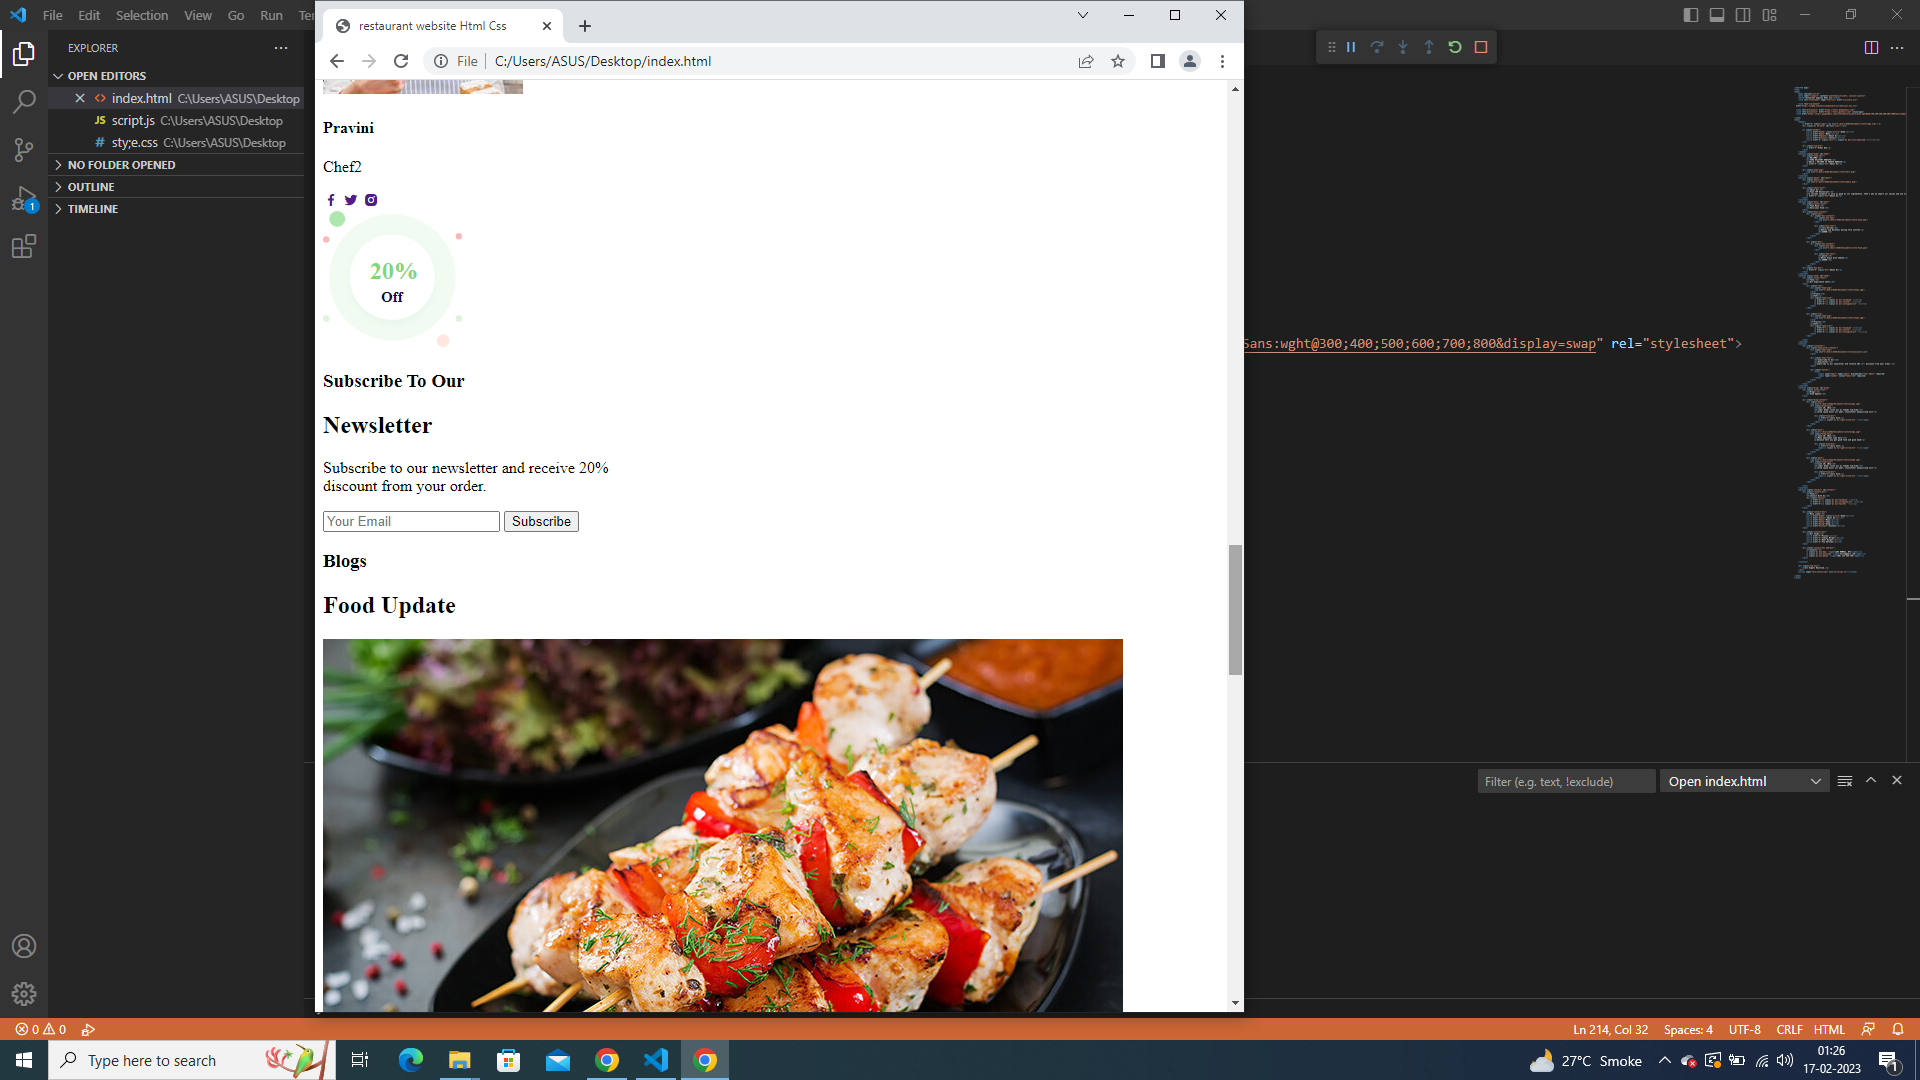 File Edit Selection View Go Run Ter
restaurant website Html Css
File C:/Users/ASUS/Desktop/index.html
EXPLORER
OPEN EDITORS
index.html C:\Users\ASUS\Desktop
JS script.js C:\Users\ASUS\Desktop
# sty;e.css C:\Users\ASUS\Desktop
NO FOLDER OPENED
OUTLINE
TIMELINE
1
Pravini
Chef2
20%
Off
Subscribe To Our
Newsletter
Subscribe to our newsletter and receive 20%
discount from your order.
Your Email Subscribe
Blogs
Food Update
Sans:wght@300;400;500;600;700;800&display=swap" rel="stylesheet">
Filter (e.g. text, !exclude) Open index.html
0 0 Ln 214, Col 32 Spaces: 4 UTF-8 CRLF HTML
Type here to search
27°C Smoke
01:26
17-02-2023
1